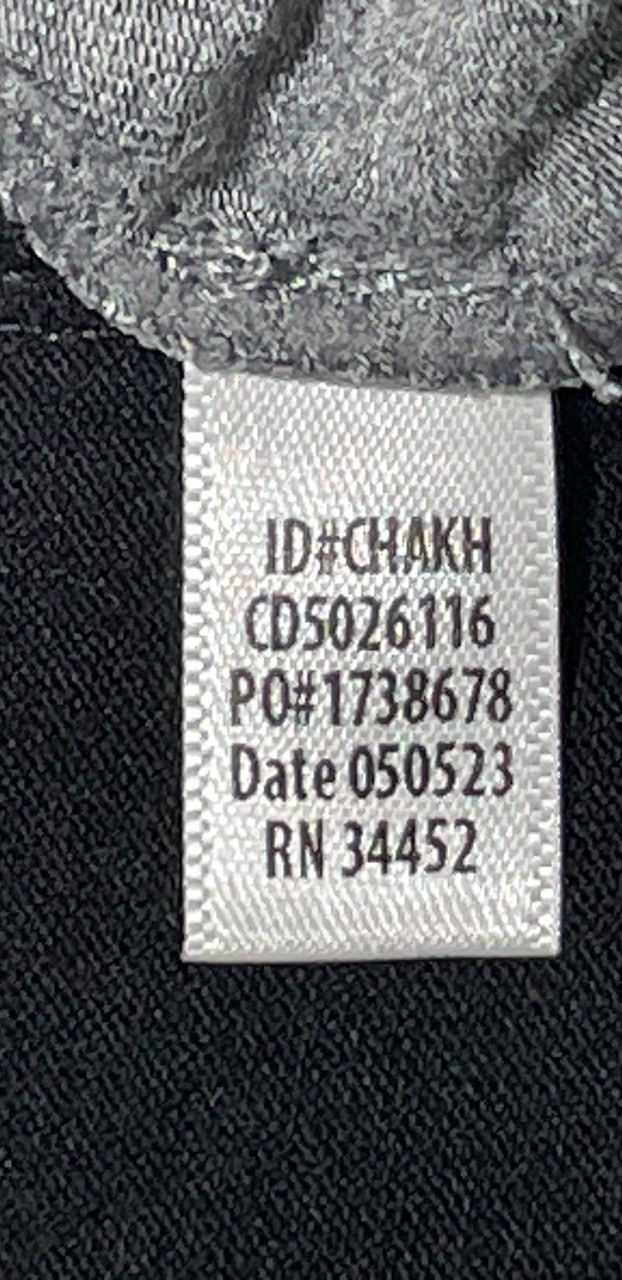 ID#CHAKH
CD5026116
PO#1738678
Date 050523
RN 34452